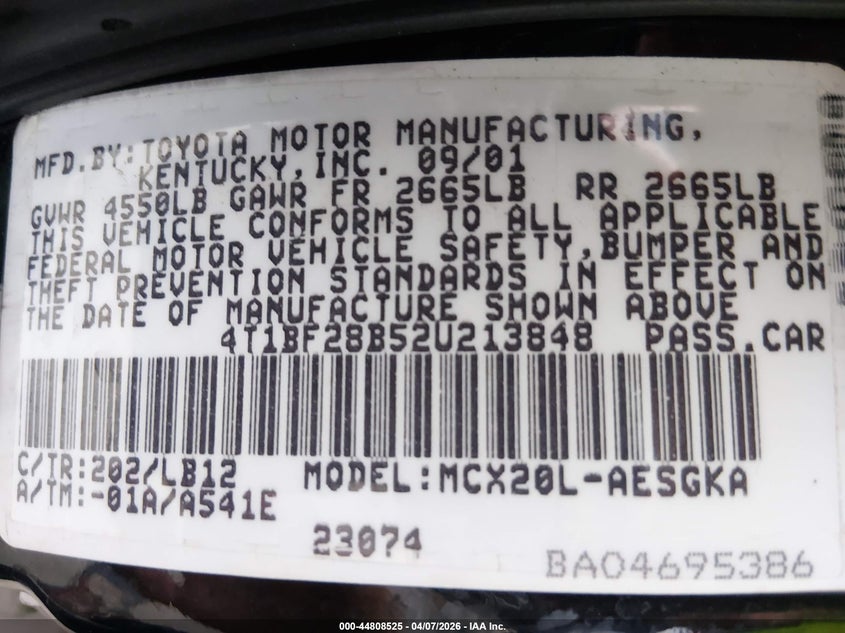 MFD.BY:TOYOTA MOTOR MANUFACTURING,
KENTUCKY,INC. 09/01
GVWR 4550LB GAWR FR 2665LB RR 2665LB
THIS VEHICLE CONFORMS TO ALL APPLICABLE
FEDERAL MOTOR VEHICLE SAFETY,BUMPER AND
THEFT PREVENTION STANDARDS IN EFFECT ON
THE DATE OF MANUFACTURE SHOWN ABOVE
4T1BF28B52U213848 PASS.CAR
C/TR:202/LB12 MODEL:MCX20L-AESGKA
A/TM:-01A/A541E
23074
BA04695386
000-44808525 - 04/07/2026 - IAA Inc.